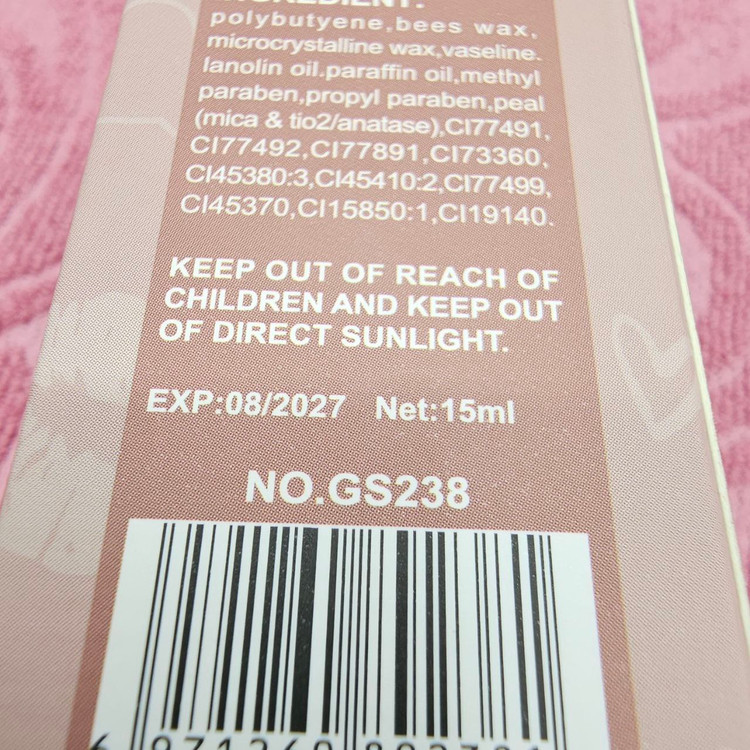 INGREDIENT:
polybutyene,bees wax,
microcrystalline wax,vaseline.
lanolin oil.paraffin oil,methyl
paraben,propyl paraben,peal
(mica & tio2/anatase),CI77491,
CI77492,CI77891,CI73360,
CI45380:3,CI45410:2,CI77499,
CI45370,CI15850:1,CI19140.
KEEP OUT OF REACH OF
CHILDREN AND KEEP OUT
OF DIRECT SUNLIGHT.
EXP:08/2027 Net:15ml
NO.GS238